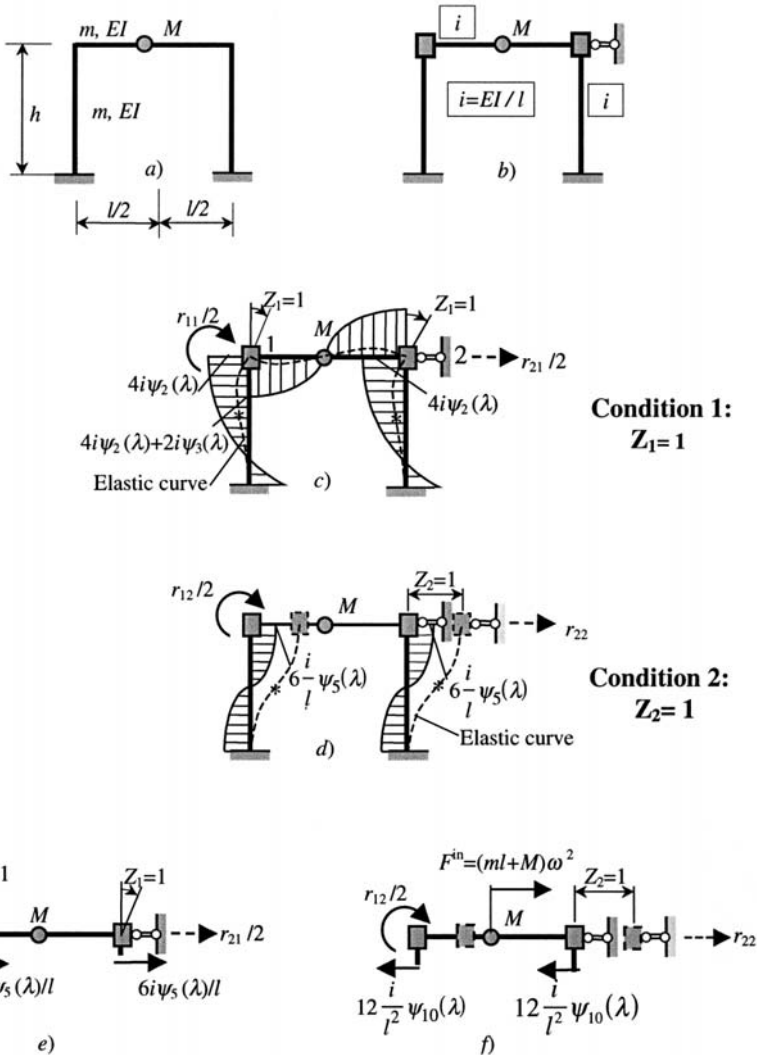 m, EI M
h
m, EI
a)
l/2 l/2
i M
i=EI/l
i
b)
Z₁=1
r₁₁/2
1
M
Z₁=1
2
r₂₁/2
4iψ₂(λ)
4iψ₂(λ)
4iψ₂(λ)+2iψ₃(λ)
Elastic curve
c)
Condition 1:
Z₁= 1
r₁₂/2
M
Z₂=1
r₂₂
6 i/l ψ₅(λ)
6 i/l ψ₅(λ)
Elastic curve
d)
Condition 2:
Z₂= 1
1
Z₁=1
M
r₂₁/2
ψ₅(λ)/l
6iψ₅(λ)/l
e)
Fⁱⁿ=(ml+M)ω²
Z₂=1
r₁₂/2
M
r₂₂
12 i/l² ψ₁₀(λ)
12 i/l² ψ₁₀(λ)
f)